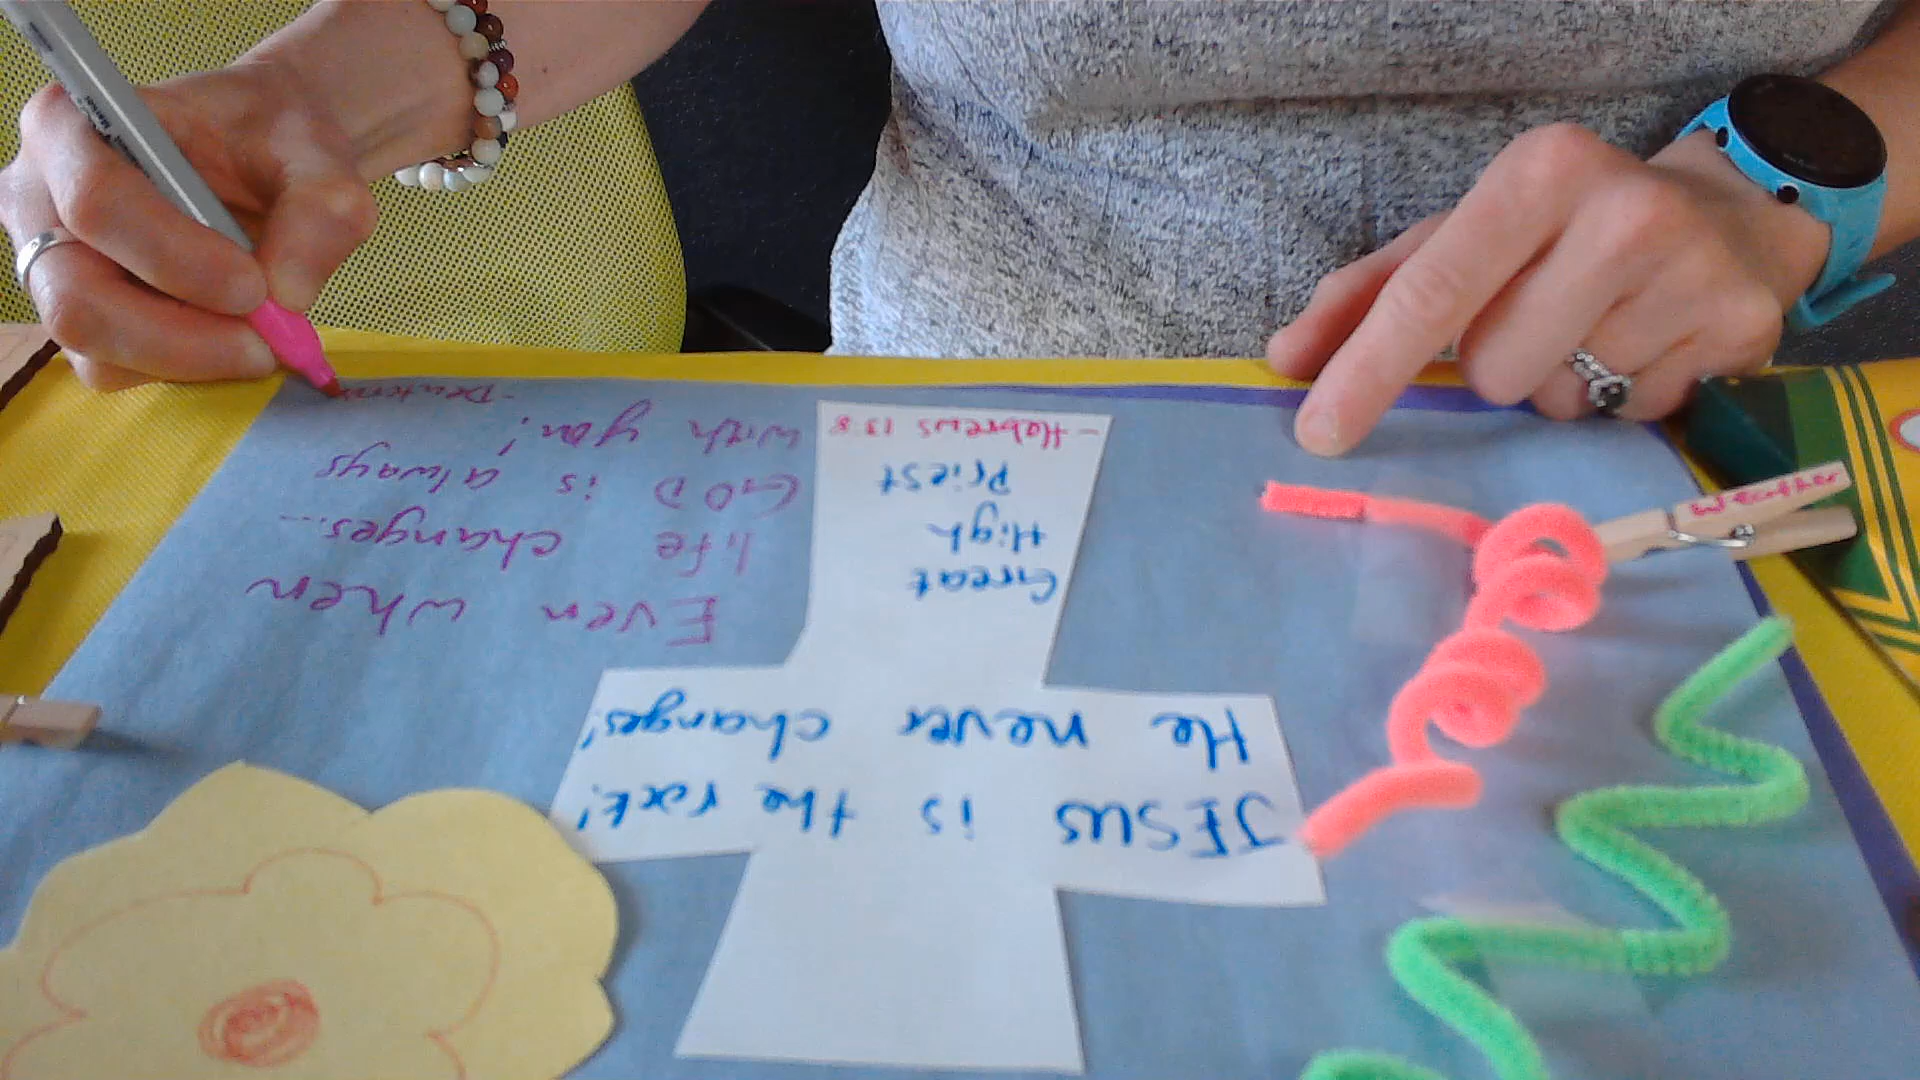 JESUS is the rock!
He never changes!
Great
High
Priest
-Hebrews 13:8
Even when
life changes...
GOD is always
with you!